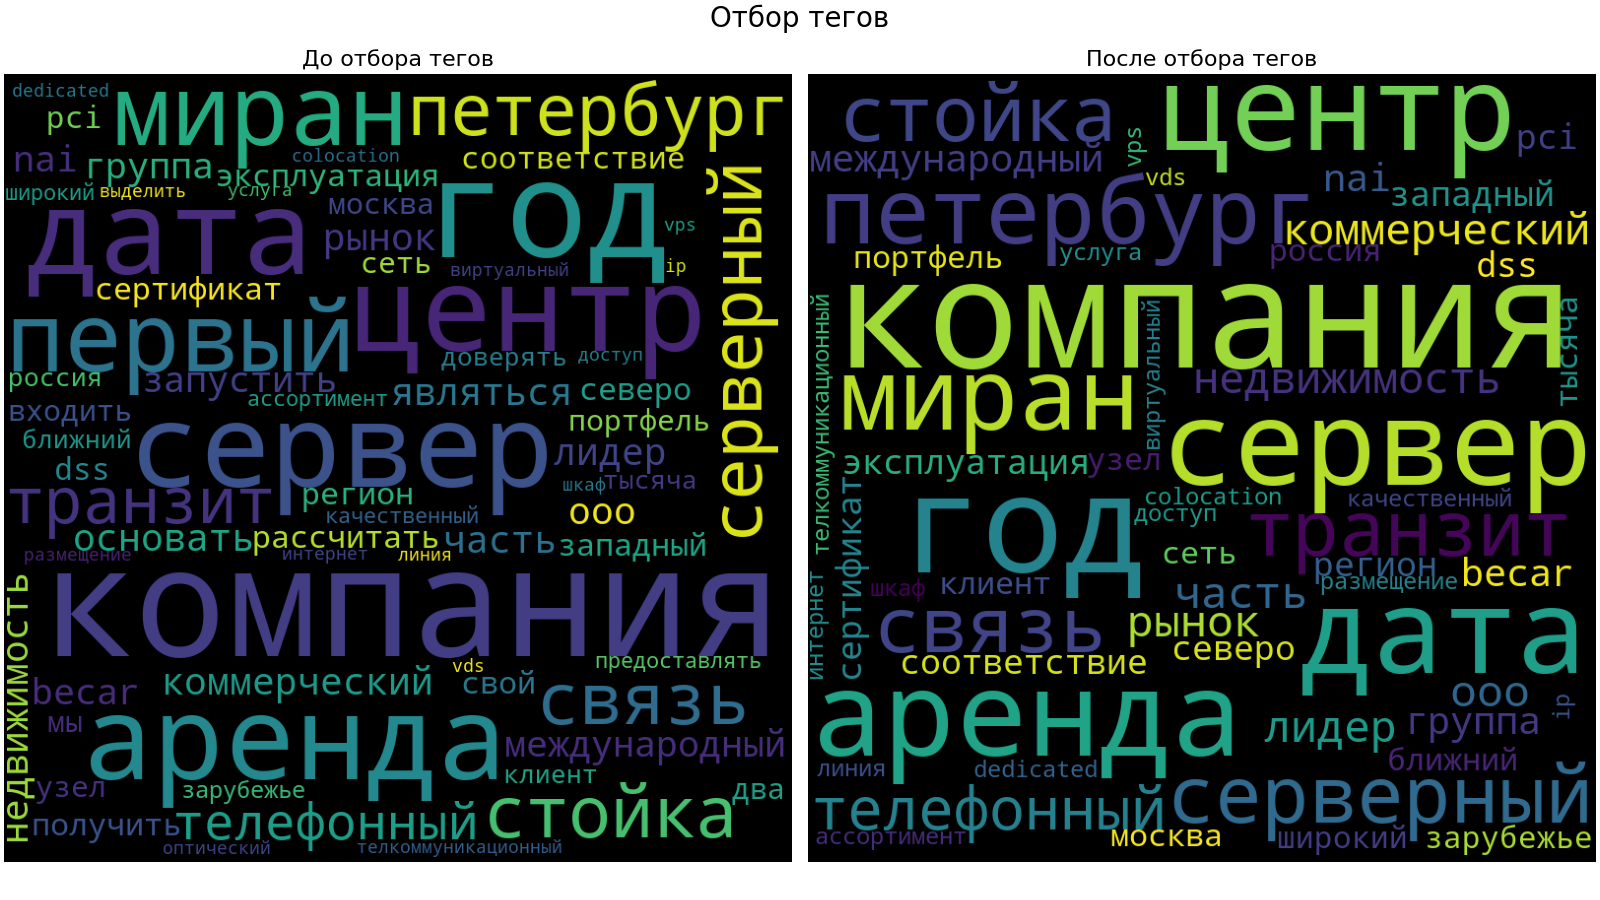 Отбор тегов
До отбора тегов
dedicated
миран
петербург
pci
nai
группа
colocation
соответствие
эксплуатация
широкий
выделить
услуга
год
серверный
дата
москва
vps
рынок
сеть
виртуальный
ip
сертификат
центр
первый
доверять
доступ
россия
запустить
ассортимент
являться
северо
входить
портфель
ближний
сервер
лидер
dss
шкаф
тысяча
транзит
регион
качественный
ооо
основать
рассчитать
часть
западный
размещение
интернет
линия
недвижимость
компания
vds
предоставлять
becar
коммерческий
свой
связь
мы
аренда
международный
узел
зарубежье
клиент
стойка
два
получить
телефонный
оптический
телкоммуникационный
После отбора тегов
стойка
центр
vps
pci
международный
vds
nai
западный
петербург
коммерческий
портфель
услуга
россия
dss
компания
телкоммуникационный
виртуальный
тысяча
миран
недвижимость
сервер
эксплуатация
узел
сертификат
год
colocation
качественный
доступ
транзит
сеть
регион
интернет
шкаф
клиент
часть
размещение
becar
связь
рынок
дата
соответствие
северо
аренда
ооо
ip
лидер
группа
линия
dedicated
ближний
телефонный
серверный
ассортимент
москва
широкий
зарубежье